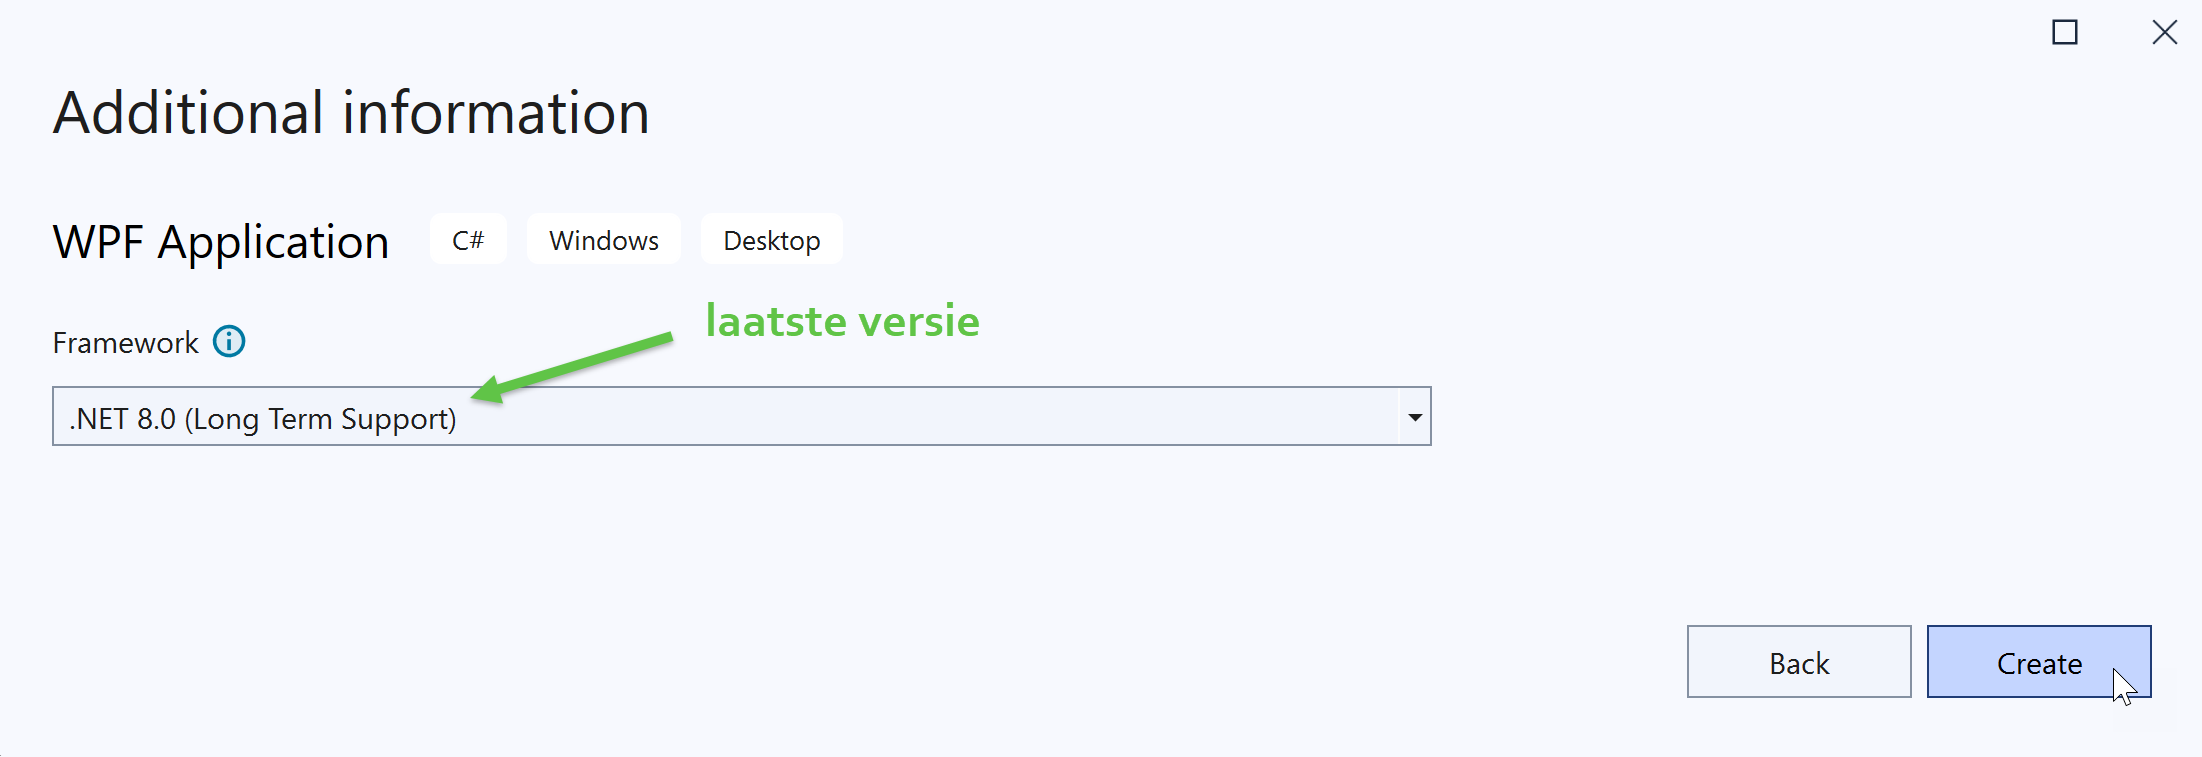 Additional information
WPF Application C# Windows Desktop
laatste versie
Framework
.NET 8.0 (Long Term Support)
Back Create